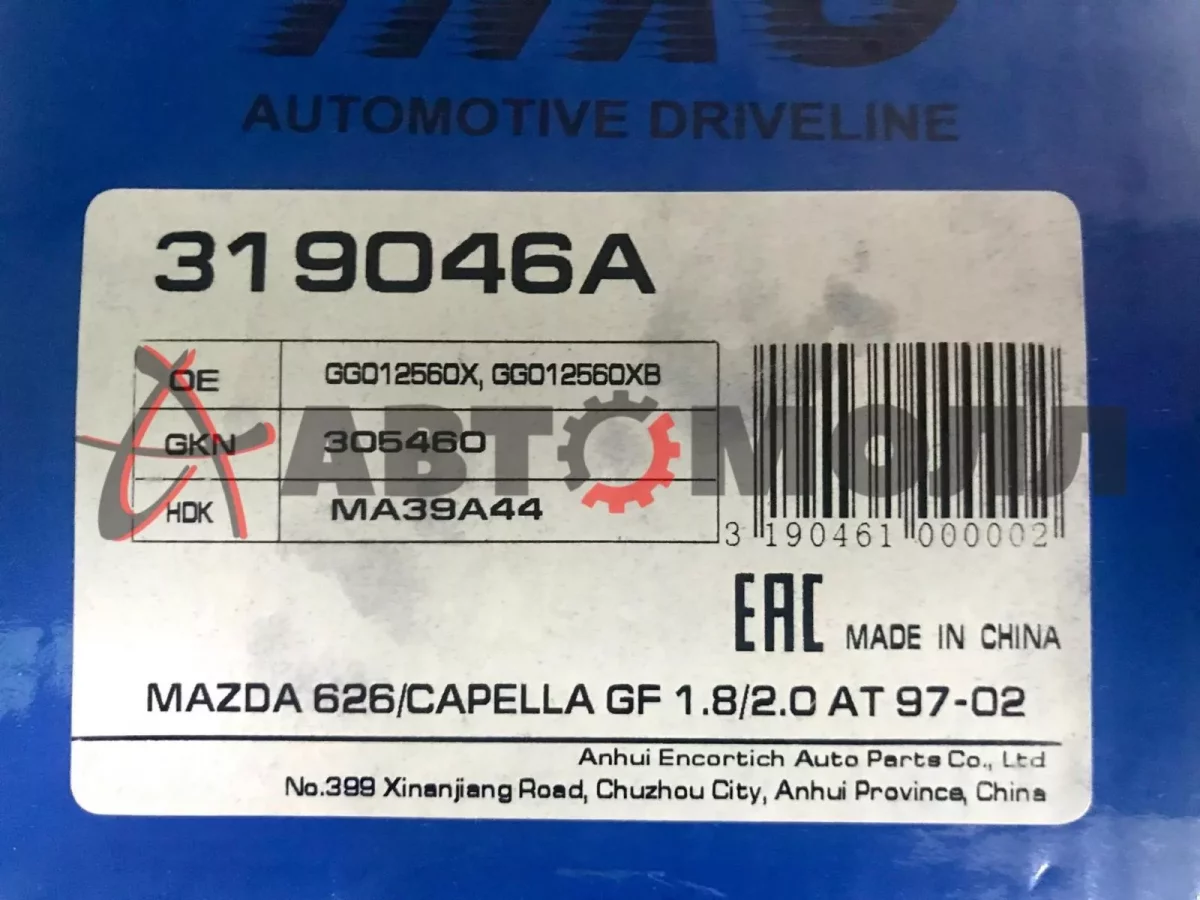 AUTOMOTIVE DRIVELINE
319046A
OE GG012560X, GG012560XB
GKN 305460
HDK MA39A44
АВТОМОЛЛ
3 190461 000002
EAC MADE IN CHINA
MAZDA 626/CAPELLA GF 1.8/2.0 AT 97-02
Anhui Encortich Auto Parts Co., Ltd
No.399 Xinanjiang Road, Chuzhou City, Anhui Province, China